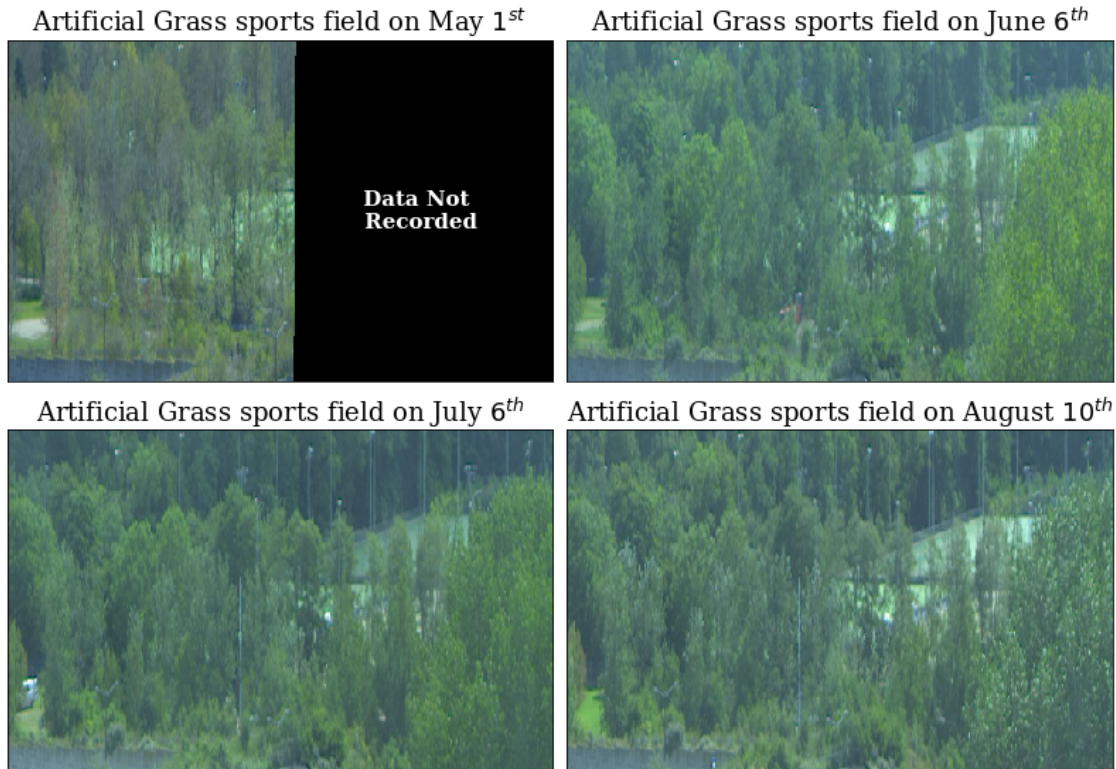 Artificial Grass sports field on May 1st
Artificial Grass sports field on June 6th
Data Not
Recorded
Artificial Grass sports field on July 6th
Artificial Grass sports field on August 10th